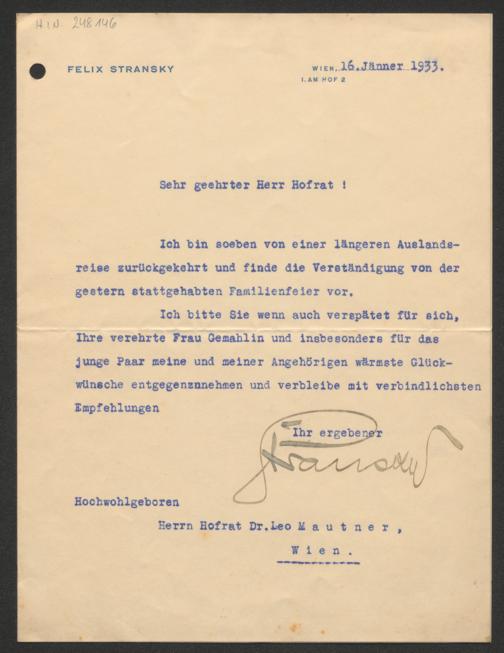 H.I.N. 248146
FELIX STRANSKY
WIEN, 16.Jänner 1933.
I. AM HOF 2
Sehr geehrter Herr Hofrat !
Ich bin soeben von einer längeren Auslands-
reise zurückgekehrt und finde die Verständigung von der
gestern stattgehabten Familienfeier vor.
Ich bitte Sie wenn auch verspätet für sich,
Ihre verehrte Frau Gemahlin und insbesonders für das
junge Paar meine und meiner Angehörigen wärmste Glück-
wünsche entgegenzunehmen und verbleibe mit verbindlichsten
Empfehlungen
Ihr ergebener
Stransky
Hochwohlgeboren
Herrn Hofrat Dr.Leo M a u t n e r ,
W i e n .